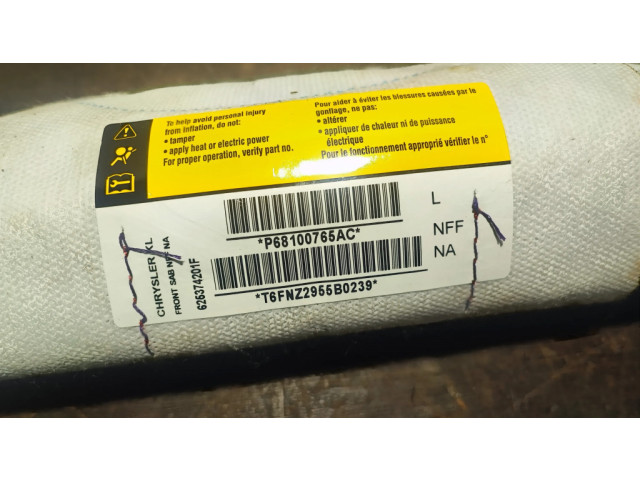 To help avoid personal injury
from inflation, do not:
• tamper
• apply heat or electric power
For proper operation, verify part no.
Pour aider à éviter les blessures causées par le
gonflage, ne pas:
• altérer
• appliquer de chaleur ni de puissance
électrique
Pour le fonctionnement approprié vérifier le n°
*P68100765AC*
*T6FNZ2955B0239*
L
NFF
NA
CHRYSLER
FRONT SAB NA
626374201F